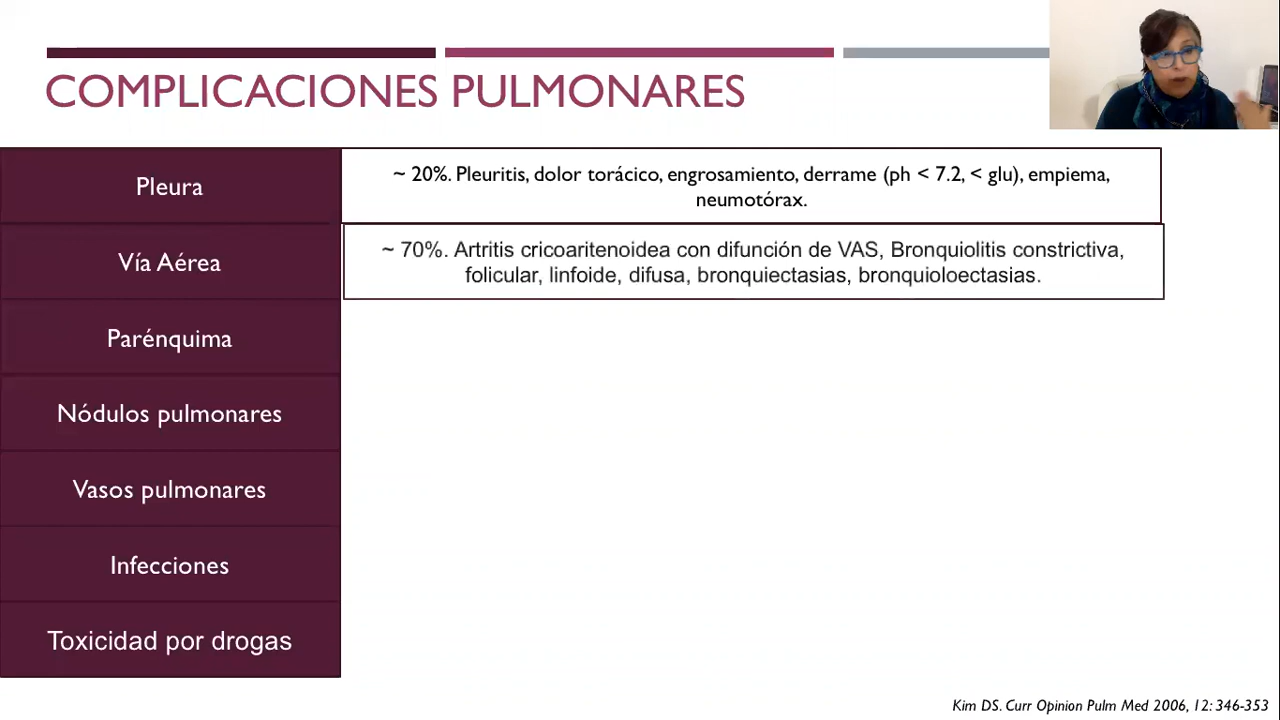 COMPLICACIONES PULMONARES
Pleura
~ 20%. Pleuritis, dolor torácico, engrosamiento, derrame (ph < 7.2, < glu), empiema,
neumotórax.
Vía Aérea
~ 70%. Artritis cricoaritenoidea con difunción de VAS, Bronquiolitis constrictiva,
folicular, linfoide, difusa, bronquiectasias, bronquioloectasias.
Parénquima
Nódulos pulmonares
Vasos pulmonares
Infecciones
Toxicidad por drogas
Kim DS. Curr Opinion Pulm Med 2006, 12: 346-353